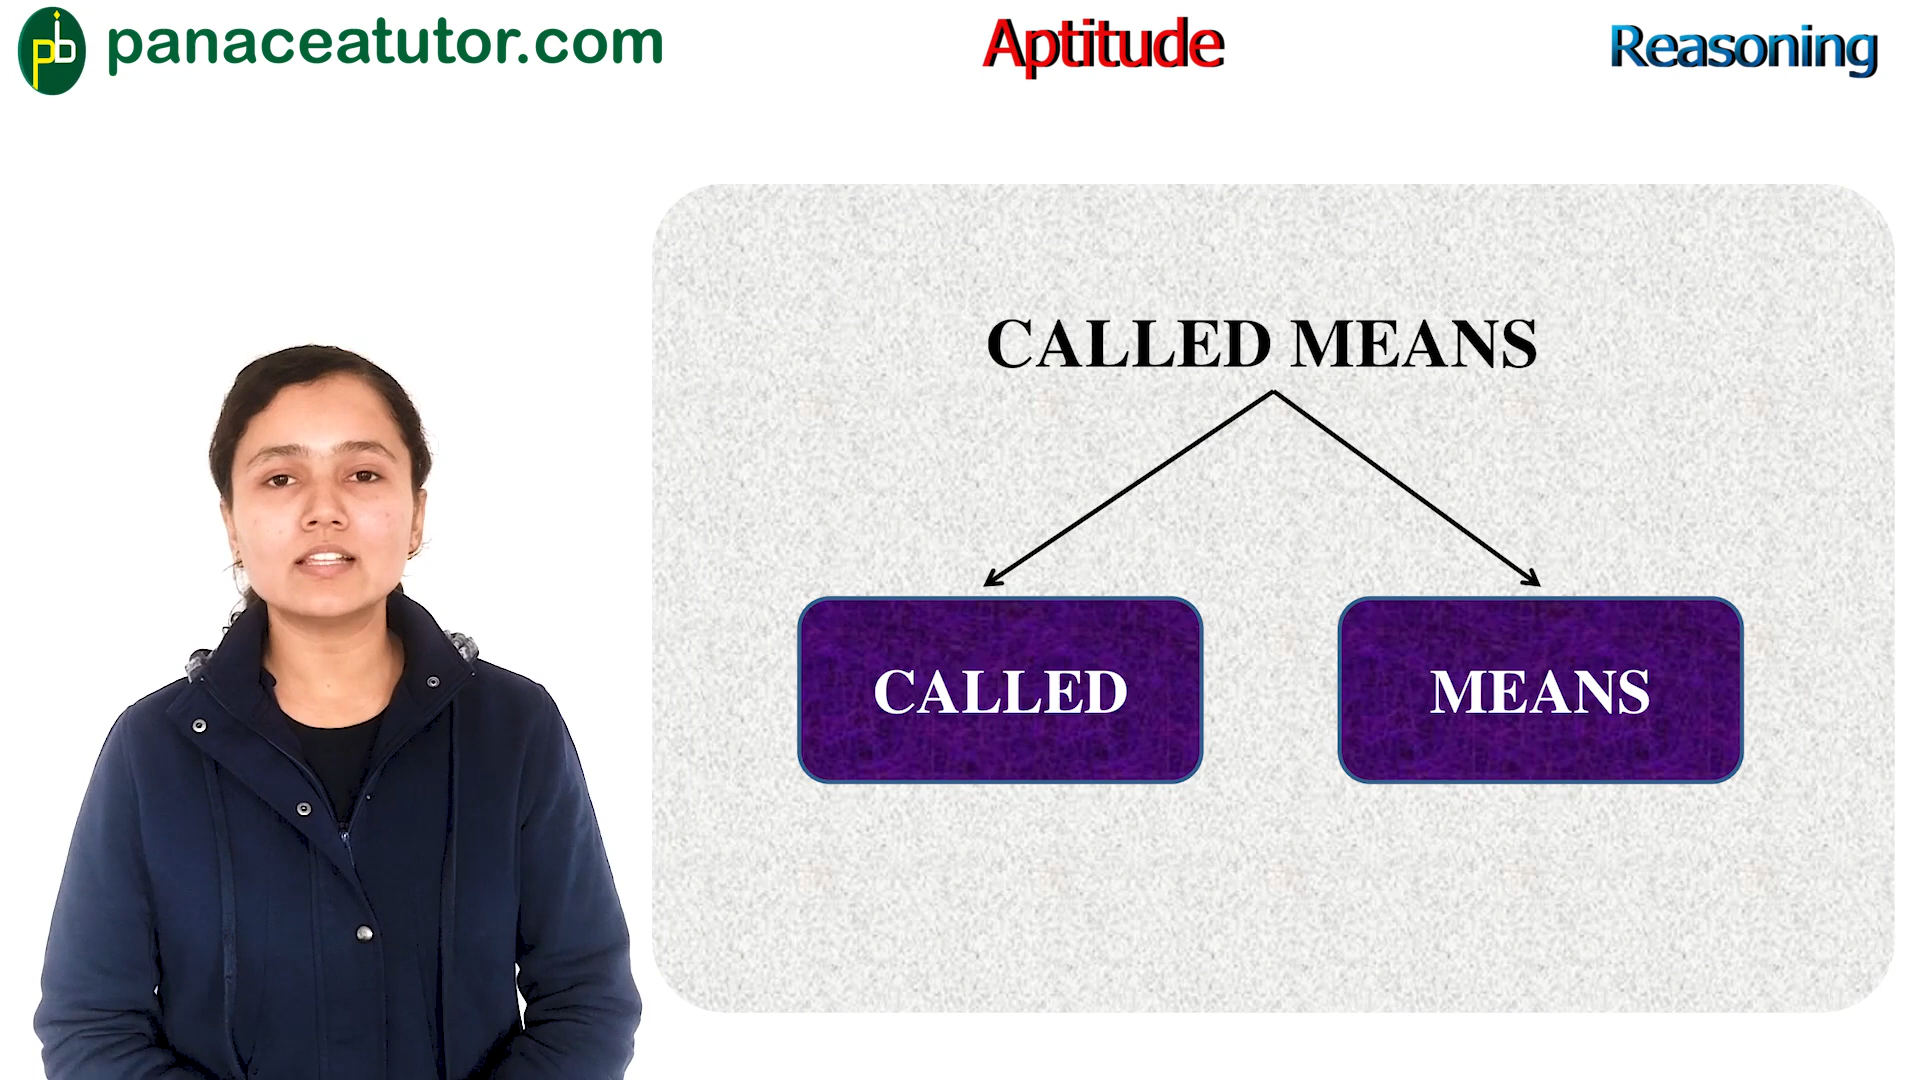 pb panaceatutor.com
Aptitude
Reasoning
CALLED MEANS
CALLED
MEANS